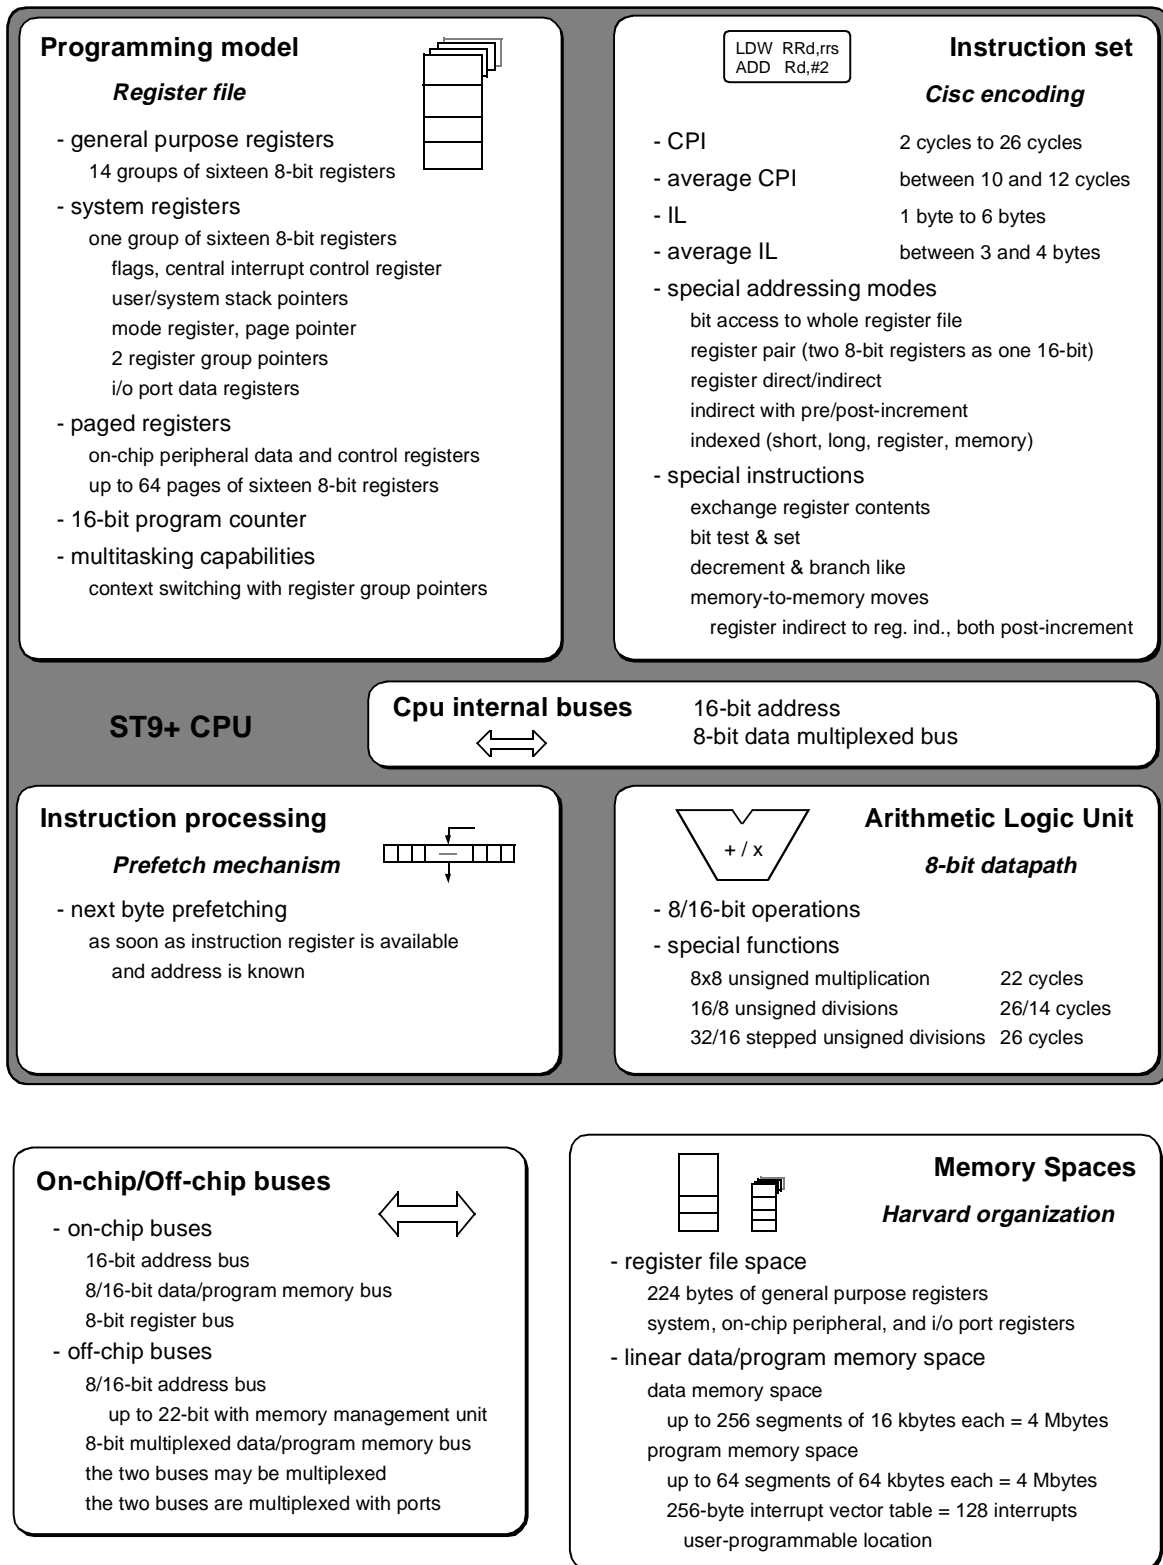 Programming model
Register file
- general purpose registers
14 groups of sixteen 8-bit registers
- system registers
one group of sixteen 8-bit registers
flags, central interrupt control register
user/system stack pointers
mode register, page pointer
2 register group pointers
i/o port data registers
- paged registers
on-chip peripheral data and control registers
up to 64 pages of sixteen 8-bit registers
- 16-bit program counter
- multitasking capabilities
context switching with register group pointers
LDW RRd,rrs
ADD Rd,#2
Instruction set
Cisc encoding
- CPI 2 cycles to 26 cycles
- average CPI between 10 and 12 cycles
- IL 1 byte to 6 bytes
- average IL between 3 and 4 bytes
- special addressing modes
bit access to whole register file
register pair (two 8-bit registers as one 16-bit)
register direct/indirect
indirect with pre/post-increment
indexed (short, long, register, memory)
- special instructions
exchange register contents
bit test & set
decrement & branch like
memory-to-memory moves
register indirect to reg. ind., both post-increment
ST9+ CPU
Cpu internal buses
16-bit address
8-bit data multiplexed bus
Instruction processing
Prefetch mechanism
- next byte prefetching
as soon as instruction register is available
and address is known
+ / x
Arithmetic Logic Unit
8-bit datapath
- 8/16-bit operations
- special functions
8x8 unsigned multiplication 22 cycles
16/8 unsigned divisions 26/14 cycles
32/16 stepped unsigned divisions 26 cycles
On-chip/Off-chip buses
- on-chip buses
16-bit address bus
8/16-bit data/program memory bus
8-bit register bus
- off-chip buses
8/16-bit address bus
up to 22-bit with memory management unit
8-bit multiplexed data/program memory bus
the two buses may be multiplexed
the two buses are multiplexed with ports
Memory Spaces
Harvard organization
- register file space
224 bytes of general purpose registers
system, on-chip peripheral, and i/o port registers
- linear data/program memory space
data memory space
up to 256 segments of 16 kbytes each = 4 Mbytes
program memory space
up to 64 segments of 64 kbytes each = 4 Mbytes
256-byte interrupt vector table = 128 interrupts
user-programmable location